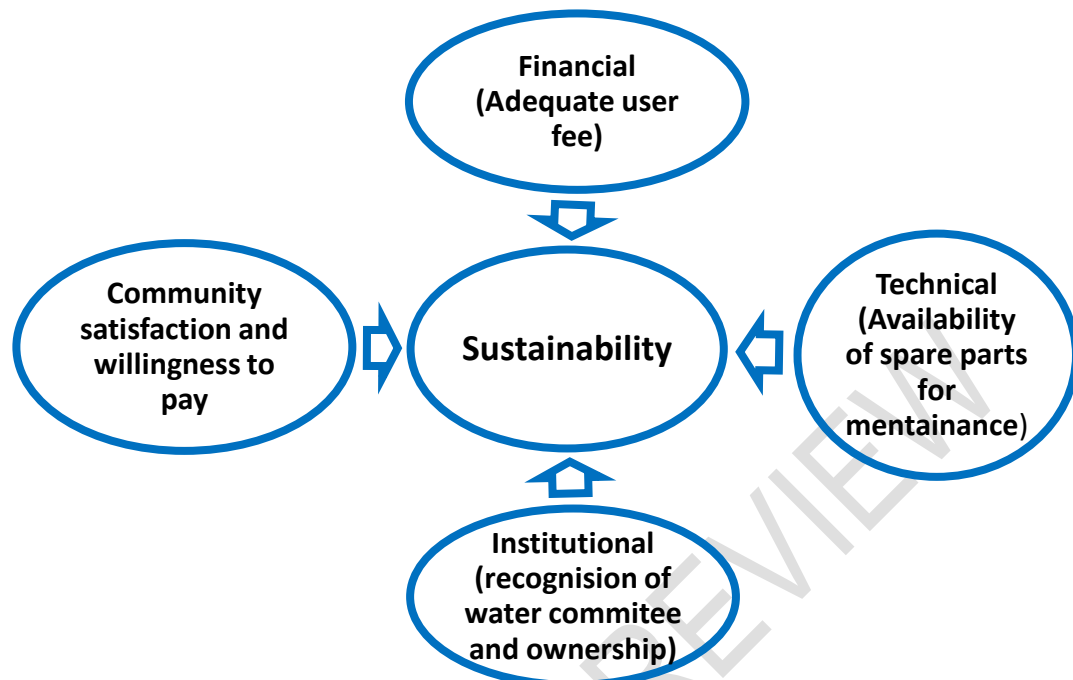 Financial
(Adequate user
fee)
Community
satisfaction and
willingness to
pay
Sustainability
Technical
(Availability
of spare parts
for
mentainance)
Institutional
(recognision of
water commitee
and ownership)
REVIEW